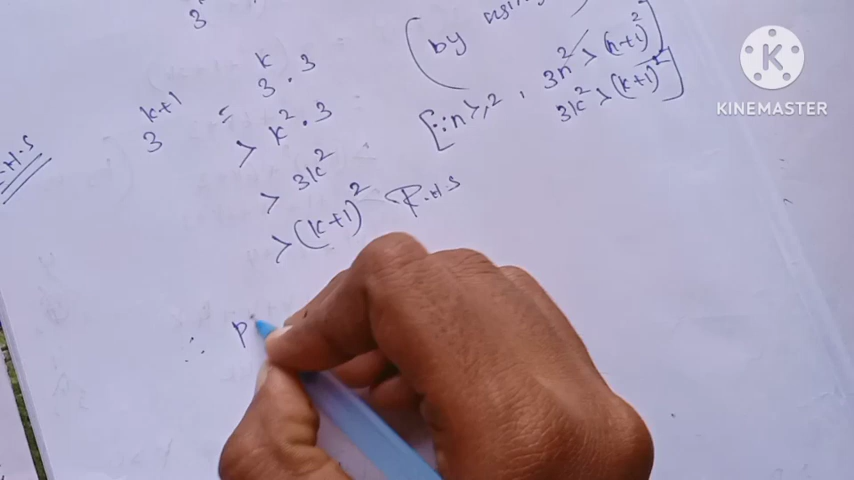 3
(by using
3^{k+1} = 3^k . 3
> k^2 . 3
[∵ n ≥ 2, 3n^2 > (n+1)^2]
3k^2 > (k+1)^2]
> 3k^2
> (k+1)^2 R.H.S
∴ P
KINEMASTER